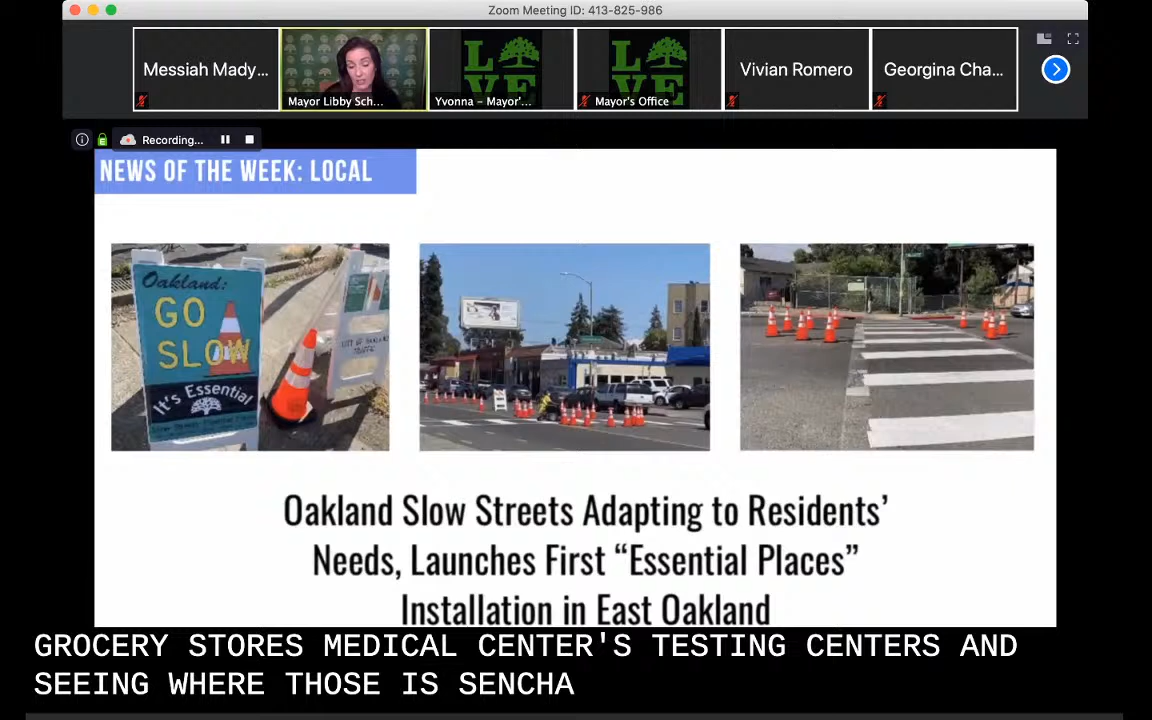 Zoom Meeting ID: 413-825-986
Messiah Mady...
Mayor Libby Sch...
LOVE
Yvonna – Mayor'...
LOVE
Mayor's Office
Vivian Romero
Georgina Cha...
Recording...
NEWS OF THE WEEK: LOCAL
Oakland:
GO
SLOW
It's Essential
Oakland Slow Streets Adapting to Residents'
Needs, Launches First “Essential Places”
Installation in East Oakland
GROCERY STORES MEDICAL CENTER'S TESTING CENTERS AND
SEEING WHERE THOSE IS SENCHA